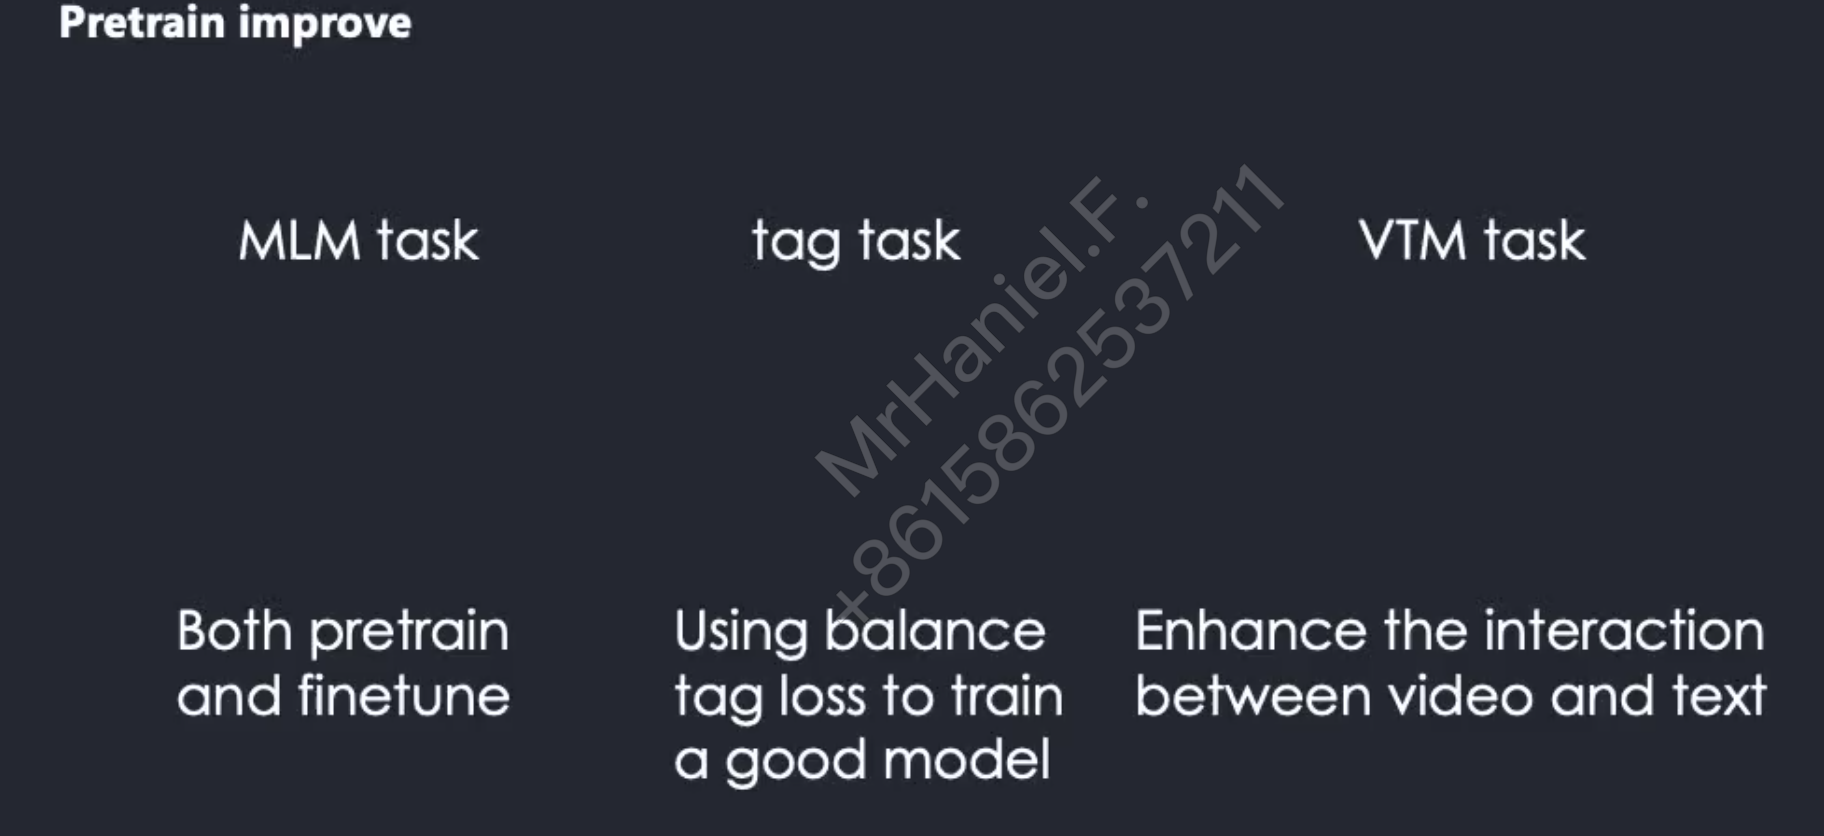 Pretrain improve
MLM task
tag task
VTM task
MrHaniel.F.
+8615862537211
Both pretrain
and finetune
Using balance
tag loss to train
a good model
Enhance the interaction
between video and text